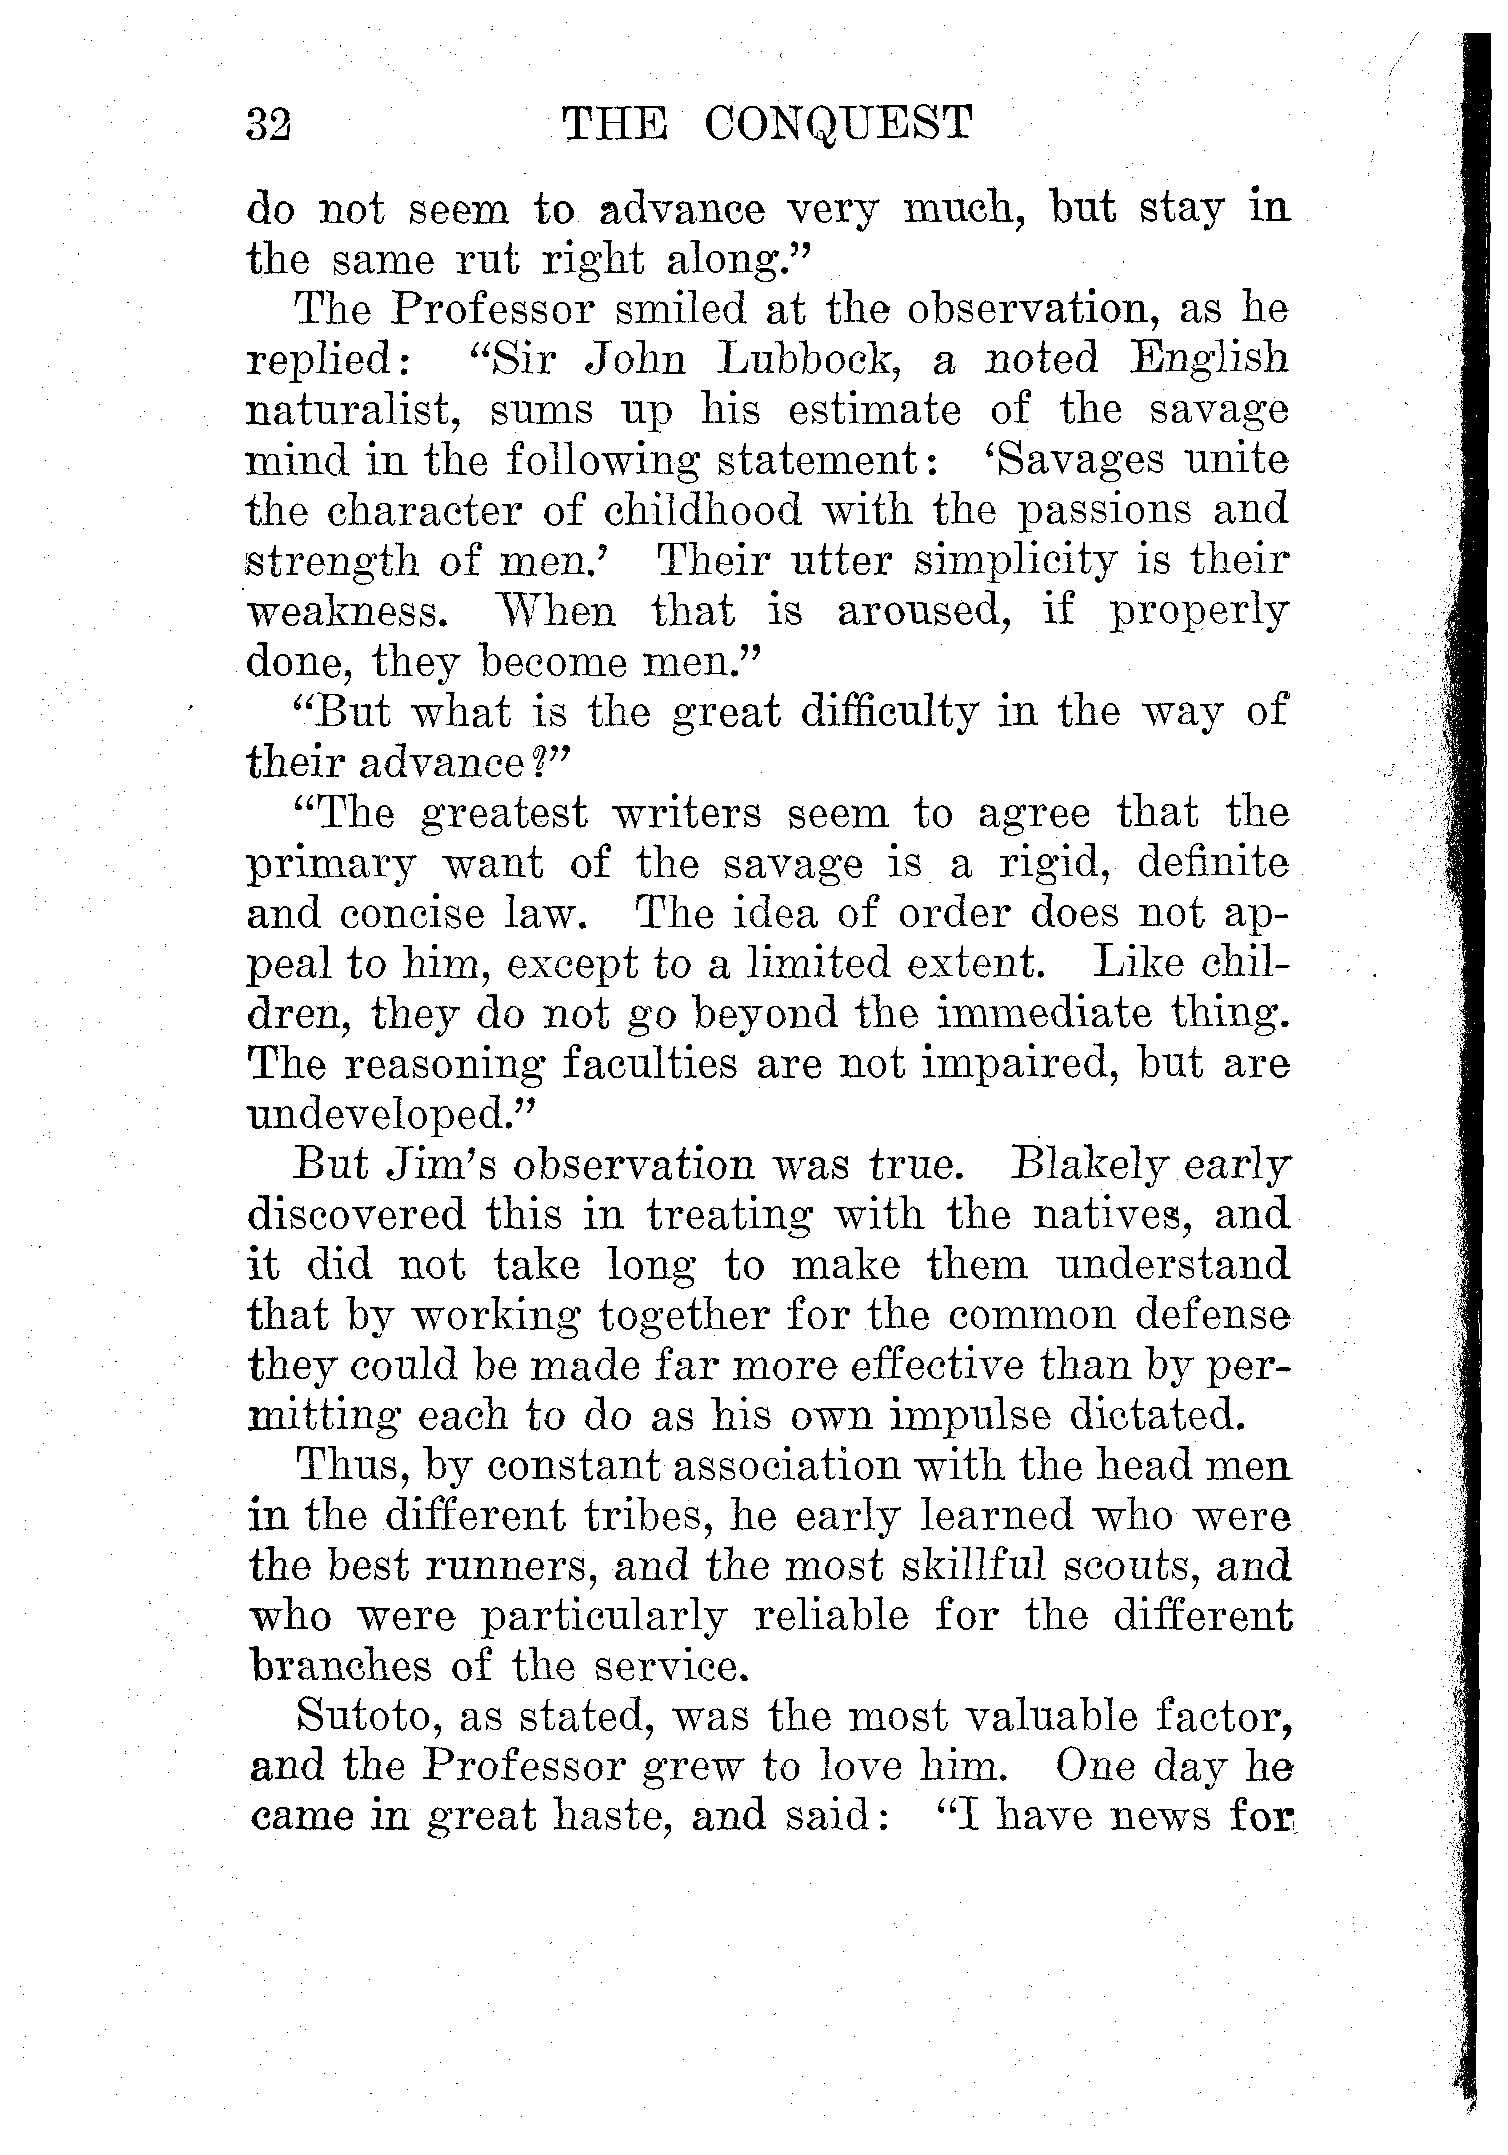 32 THE CONQUEST
do not seem to advance very much, but stay in
the same rut right along.”
The Professor smiled at the observation, as he
replied: “Sir John Lubbock, a noted English
naturalist, sums up his estimate of the savage
mind in the following statement: ‘Savages unite
the character of childhood with the passions and
strength of men.’ Their utter simplicity is their
weakness. When that is aroused, if properly
done, they become men.”
“But what is the great difficulty in the way of
their advance?”
“The greatest writers seem to agree that the
primary want of the savage is a rigid, definite
and concise law. The idea of order does not ap-
peal to him, except to a limited extent. Like chil-
dren, they do not go beyond the immediate thing.
The reasoning faculties are not impaired, but are
undeveloped.”
But Jim’s observation was true. Blakely early
discovered this in treating with the natives, and
it did not take long to make them understand
that by working together for the common defense
they could be made far more effective than by per-
mitting each to do as his own impulse dictated.
Thus, by constant association with the head men
in the different tribes, he early learned who were
the best runners, and the most skillful scouts, and
who were particularly reliable for the different
branches of the service.
Sutoto, as stated, was the most valuable factor,
and the Professor grew to love him. One day he
came in great haste, and said: “I have news for